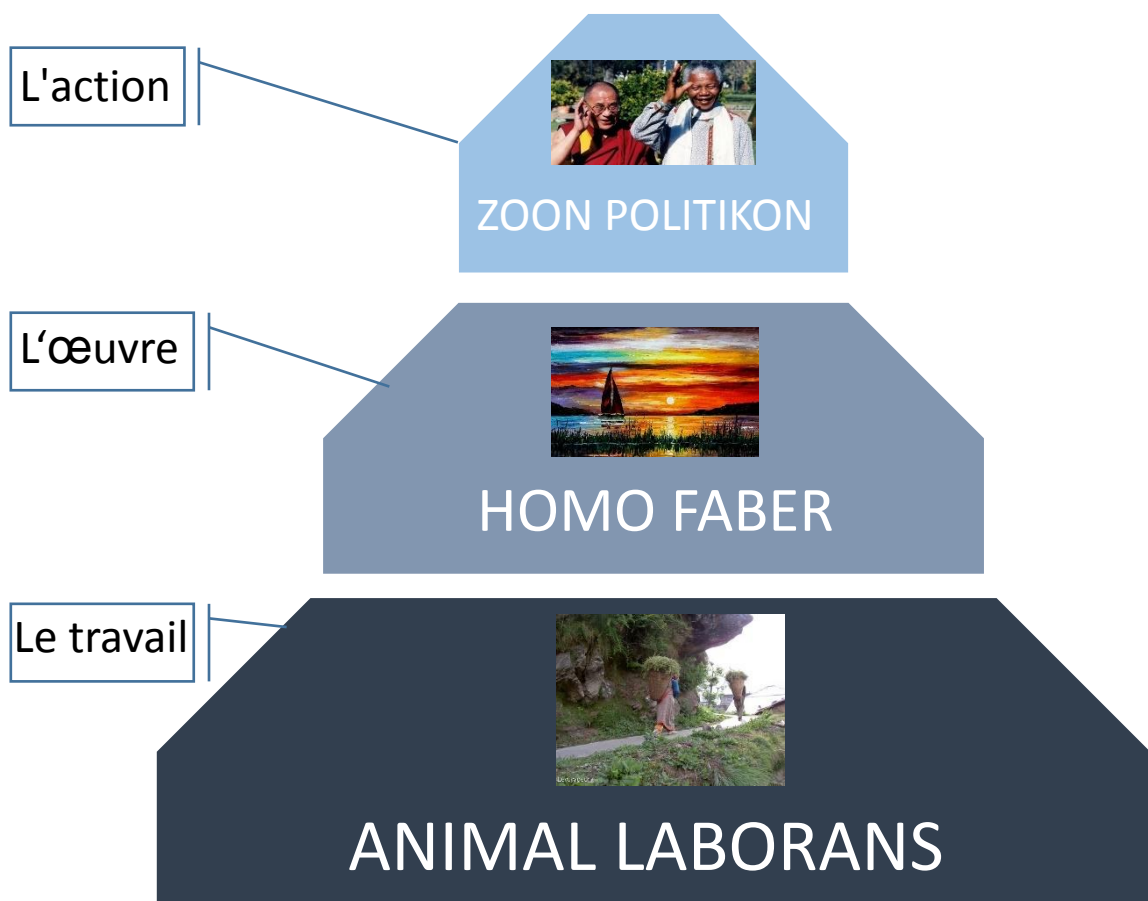 L'action
ZOON POLITIKON
L‘œuvre
HOMO FABER
Le travail
ANIMAL LABORANS